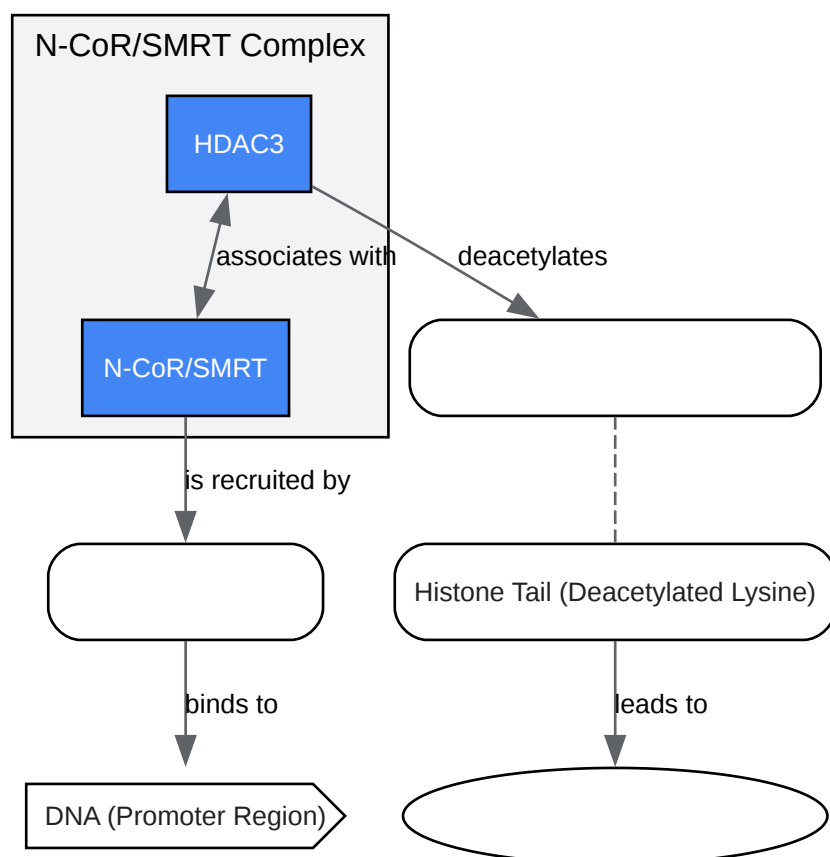 N-CoR/SMRT Complex
HDAC3
associates with
deacetylates
N-CoR/SMRT
is recruited by
Histone Tail (Deacetylated Lysine)
binds to
leads to
DNA (Promoter Region)